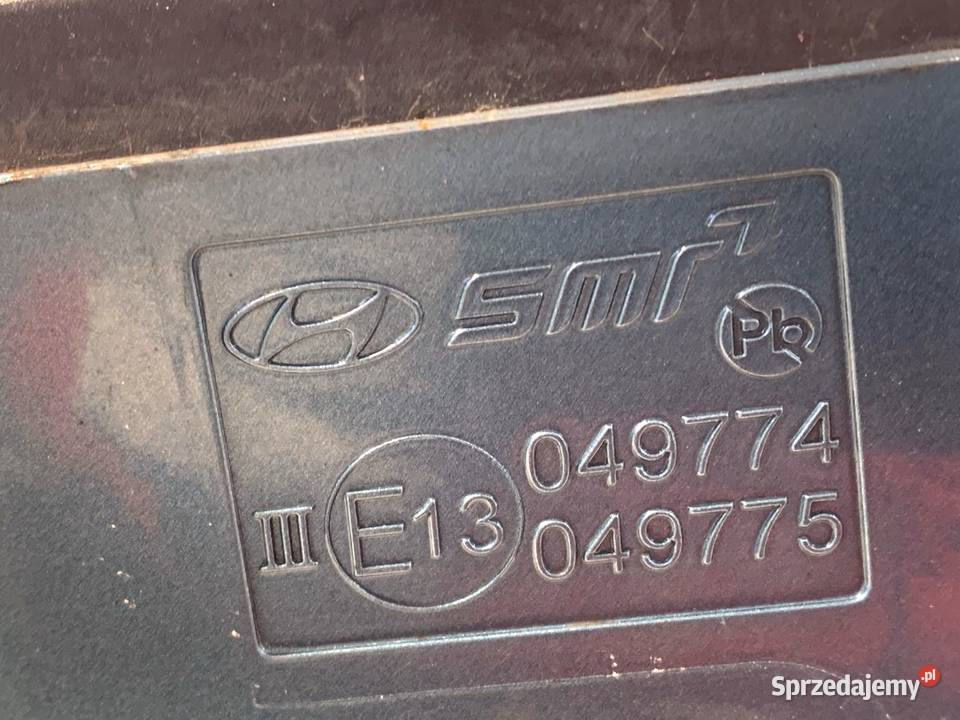 smr
Pb
049774
III E13
049775
Sprzedajemy.pl